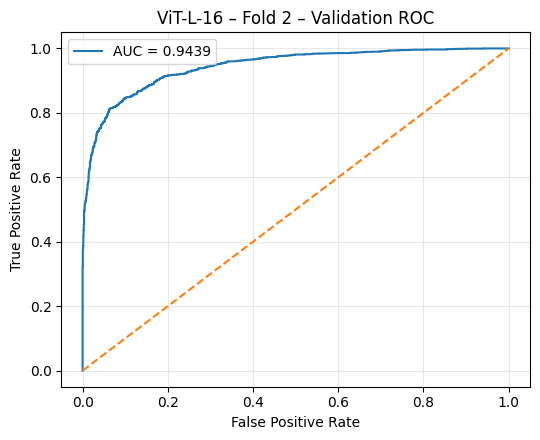 ViT-L-16 – Fold 2 – Validation ROC
AUC = 0.9439
1.0
0.8
0.6
0.4
0.2
0.0
True Positive Rate
0.0 0.2 0.4 0.6 0.8 1.0
False Positive Rate